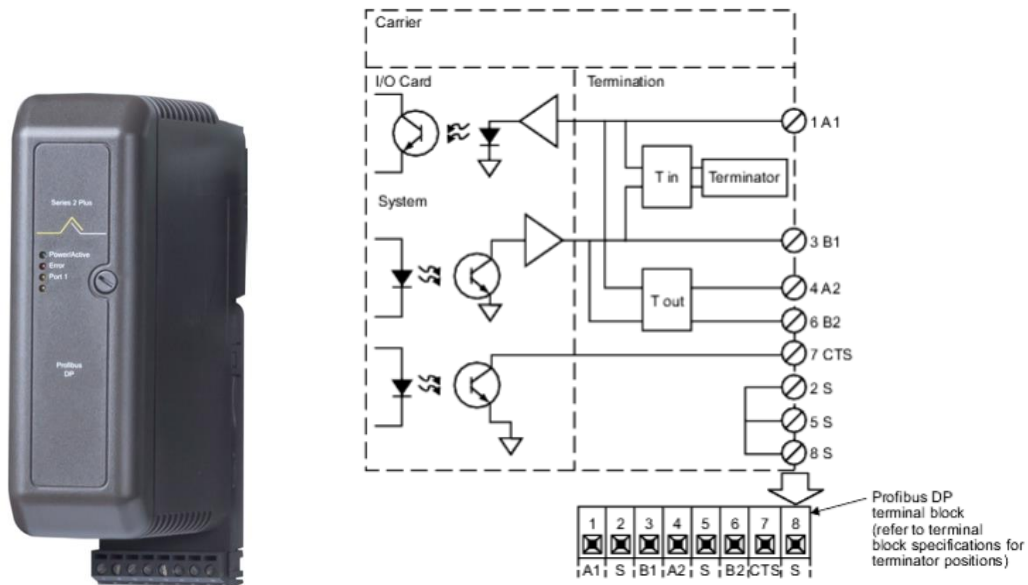 Series 2 Plus
Power/Active
Error
Port 1
Profibus
DP
Carrier
I/O Card
Termination
System
T in
Terminator
T out
1 A1
3 B1
4 A2
6 B2
7 CTS
2 S
5 S
8 S
1 2 3 4 5 6 7 8
A1 S B1 A2 S B2 CTS S
Profibus DP
terminal block
(refer to terminal
block specifications for
terminator positions)